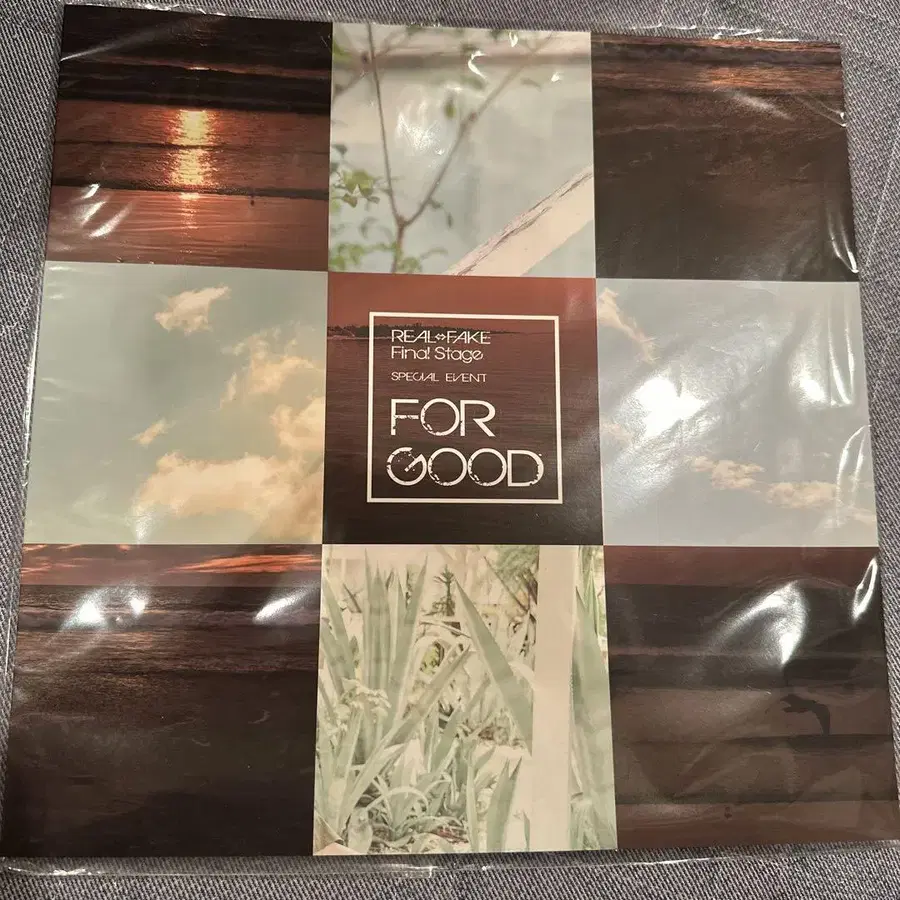 REAL⇔FAKE
Final Stage
SPECIAL EVENT
FOR
GOOD